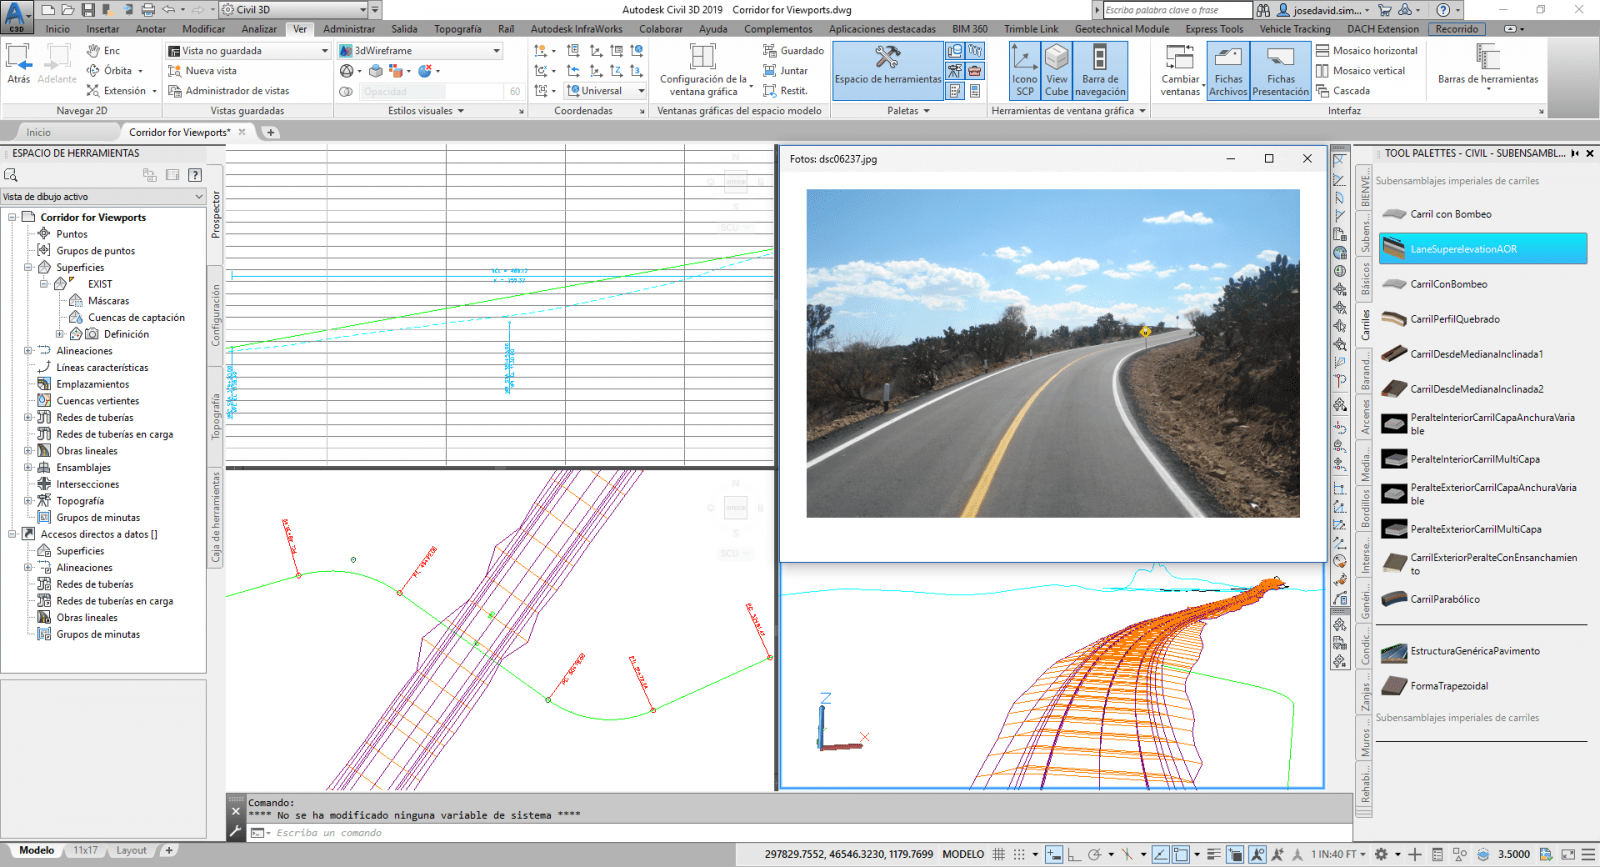 Civil 3D
Autodesk Civil 3D 2019 Corridor for Viewports.dwg
Escriba palabra clave o frase
josedavid.sim...
C3D
Inicio Insertar Anotar Modificar Analizar Ver Administrar Salida Topografía Rail Autodesk InfraWorks Colaborar Ayuda Complementos Aplicaciones destacadas BIM 360 Trimble Link Geotechnical Module Express Tools Vehicle Tracking DACH Extension Recorrido
Atrás Adelante
Enc
Órbita
Extensión
Navegar 2D
Vista no guardada
Nueva vista
Administrador de vistas
Vistas guardadas
3dWireframe
Opacidad 60
Estilos visuales
Universal
Coordenadas
Configuración de la
ventana gráfica
Guardado
Juntar
Restit.
Ventanas gráficas del espacio modelo
Espacio de herramientas
Paletas
Icono
SCP
View
Cube
Barra de
navegación
Herramientas de ventana gráfica
Cambiar
ventanas
Fichas
Archivos
Fichas
Presentación
Mosaico horizontal
Mosaico vertical
Cascada
Interfaz
Barras de herramientas
Inicio
Corridor for Viewports*
ESPACIO DE HERRAMIENTAS
Vista de dibujo activo
Corridor for Viewports
Puntos
Grupos de puntos
Superficies
EXIST
Máscaras
Cuencas de captación
Definición
Alineaciones
Líneas características
Emplazamientos
Cuencas vertientes
Redes de tuberías
Redes de tuberías en carga
Obras lineales
Ensamblajes
Intersecciones
Topografía
Grupos de minutas
Accesos directos a datos []
Superficies
Alineaciones
Redes de tuberías
Redes de tuberías en carga
Obras lineales
Grupos de minutas
Prospector
Configuración
Topografía
Caja de herramientas
Fotos: dsc06237.jpg
Z
X
TOOL PALETTES - CIVIL - SUBENSAMBL...
Subensamblajes imperiales de carriles
Carril con Bombeo
LaneSuperelevationAOR
CarrilConBombeo
CarrilPerfilQuebrado
CarrilDesdeMedianaInclinada1
CarrilDesdeMedianaInclinada2
PeralteInteriorCarrilCapaAnchuraVaria
ble
PeralteInteriorCarrilMultiCapa
PeralteExteriorCarrilCapaAnchuraVaria
ble
PeralteExteriorCarrilMultiCapa
CarrilExteriorPeralteConEnsanchamien
to
CarrilParabólico
EstructuraGenéricaPavimento
FormaTrapezoidal
Subensamblajes imperiales de carriles
BIENVE...
Subens...
Básicos
Carriles
Barand...
Arcenes
Media...
Bordillos
Interse...
Genéri...
Condic...
Zanjas...
Muros ...
Rehabi...
Comando:
**** No se ha modificado ninguna variable de sistema ****
Escriba un comando
Modelo 11x17 Layout
297829.7552, 46546.3230, 1179.7699 MODELO
1 IN:40 FT
3.5000